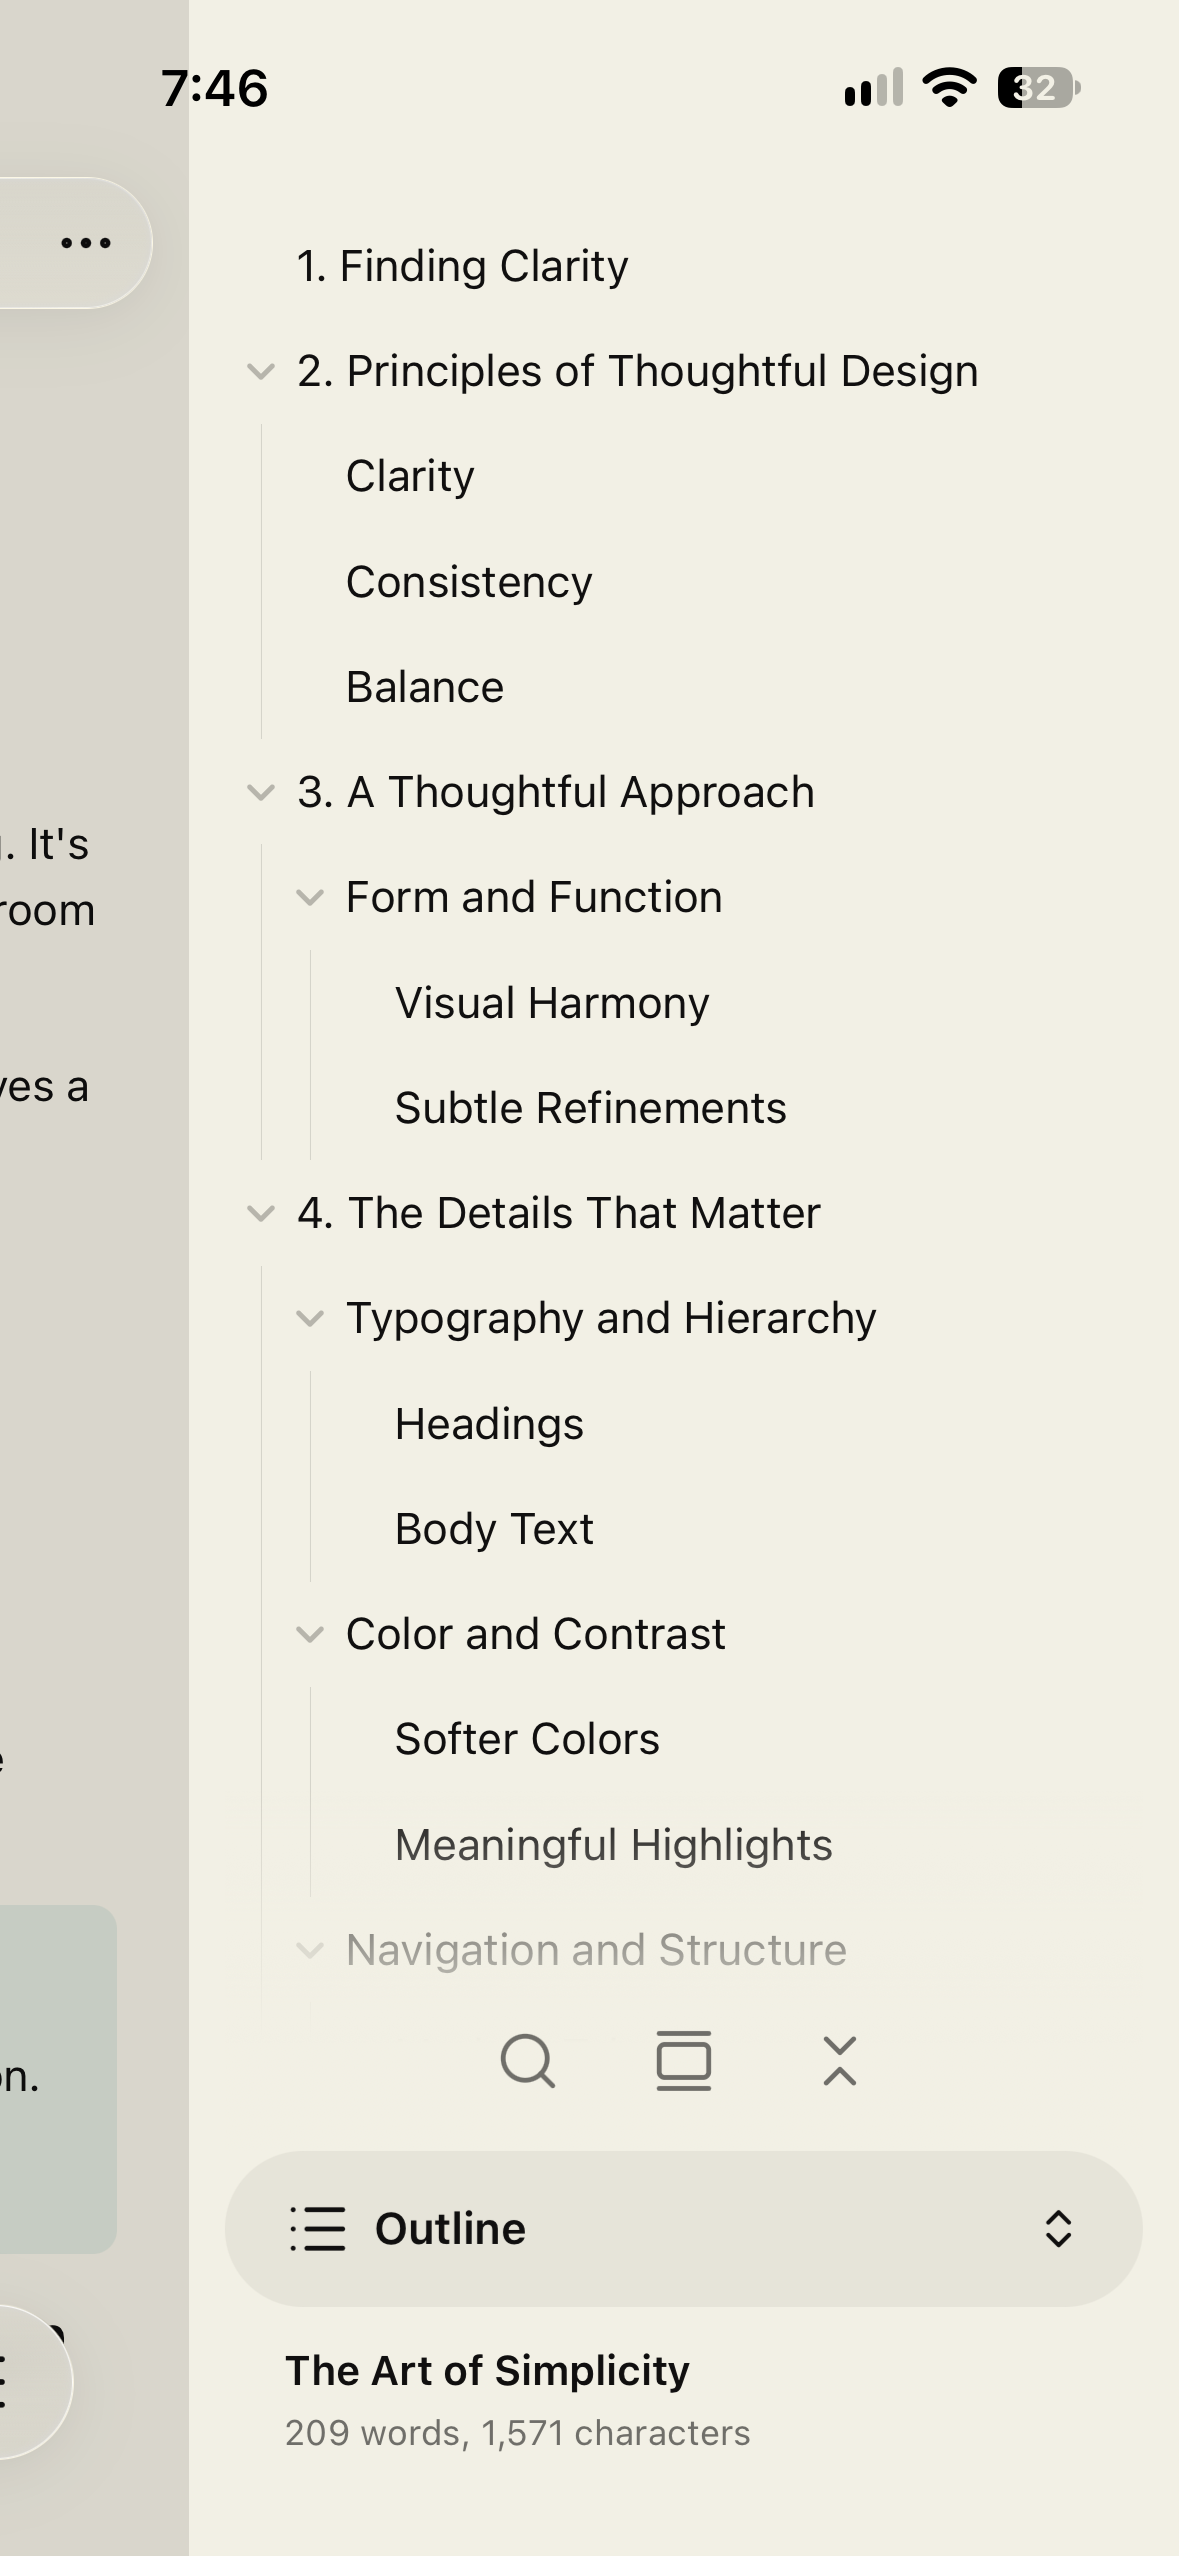 7:46
32
1. Finding Clarity
2. Principles of Thoughtful Design
Clarity
Consistency
Balance
3. A Thoughtful Approach
. It's
room
Form and Function
Visual Harmony
Subtle Refinements
a
4. The Details That Matter
Typography and Hierarchy
Headings
Body Text
Color and Contrast
Softer Colors
Meaningful Highlights
Navigation and Structure
Outline
The Art of Simplicity
209 words, 1,571 characters